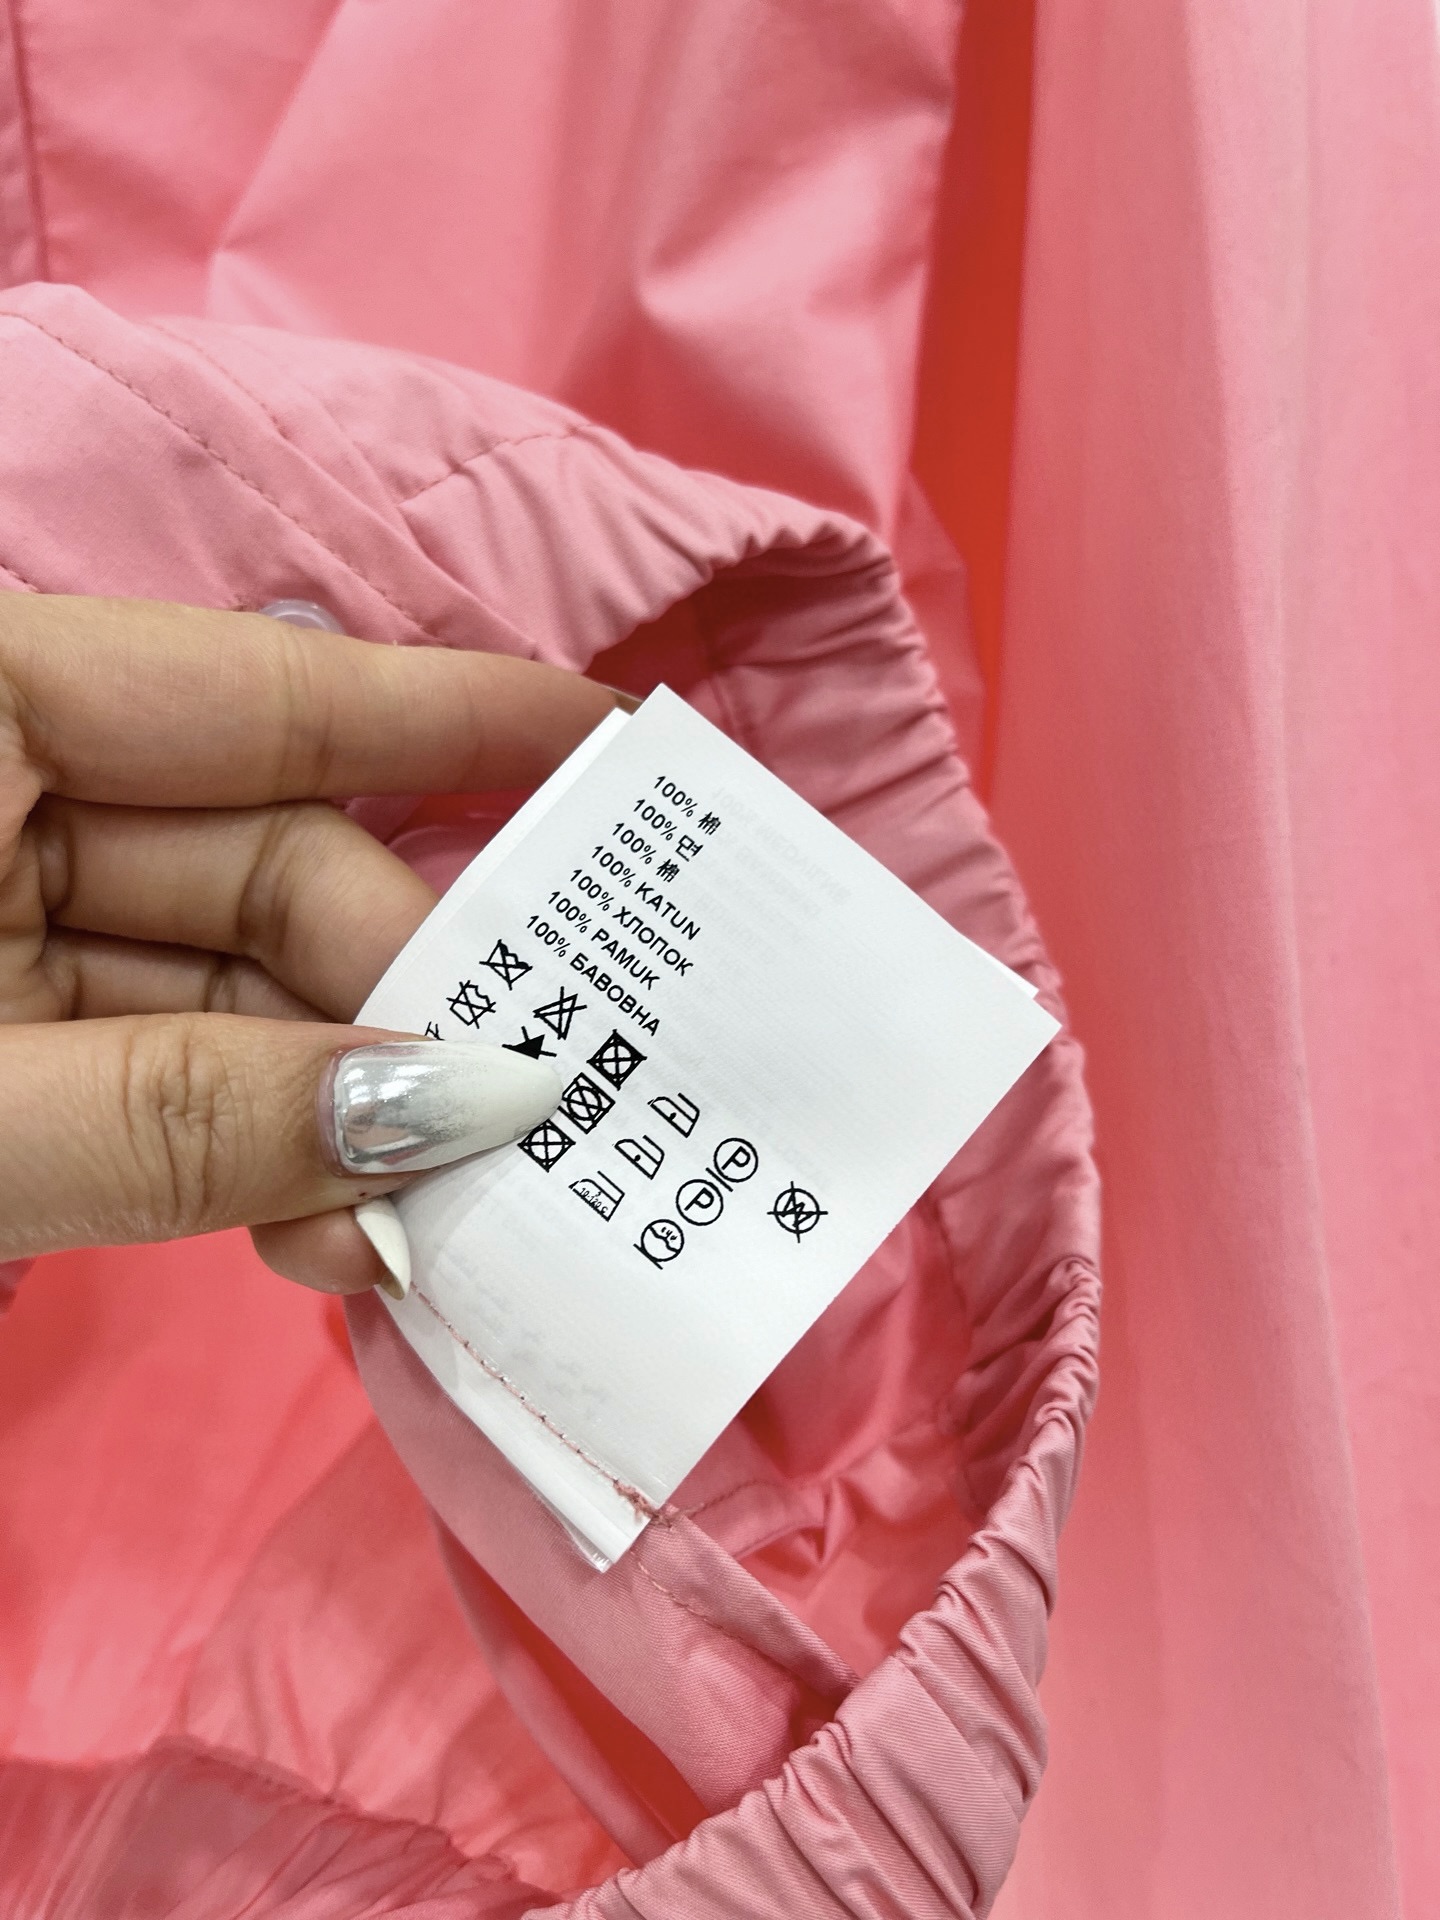 100% 棉
100% 면
100% 棉
100% KATUN
100% ХЛОПОК
100% PAMUK
100% БАВОВНА
P
P
W